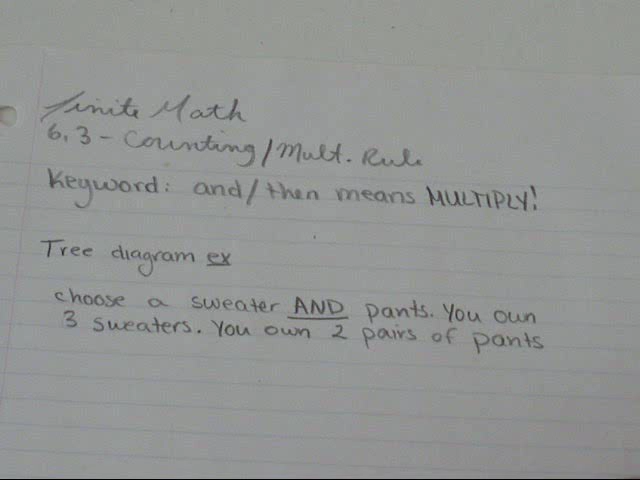 Finite Math
6.3 - Counting/Mult. Rule
Keyword: and/then means MULTIPLY!
Tree diagram ex
choose a sweater AND pants. You own
3 sweaters. You own 2 pairs of pants